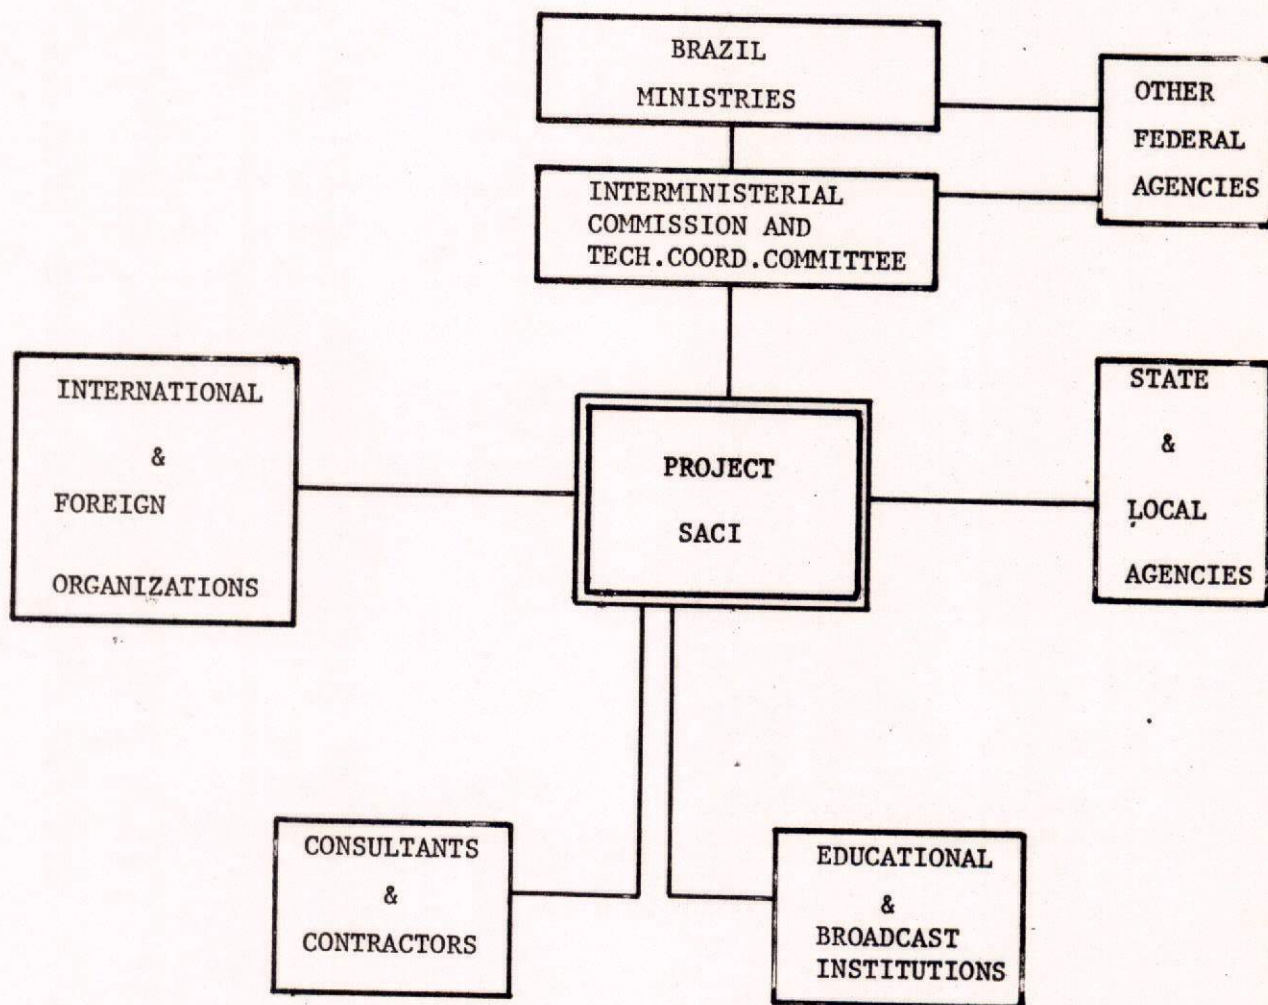 BRAZIL
MINISTRIES
OTHER
FEDERAL
AGENCIES
INTERMINISTERIAL
COMMISSION AND
TECH.COORD.COMMITTEE
INTERNATIONAL
&
FOREIGN
ORGANIZATIONS
PROJECT
SACI
STATE
&
LOCAL
AGENCIES
CONSULTANTS
&
CONTRACTORS
EDUCATIONAL
&
BROADCAST
INSTITUTIONS